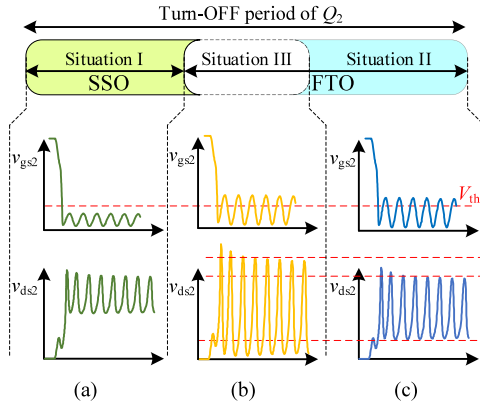 Turn-OFF period of Q2
Situation I Situation III Situation II
SSO FTO
vgs2 vgs2 vgs2
Vth
vds2 vds2 vds2
(a) (b) (c)